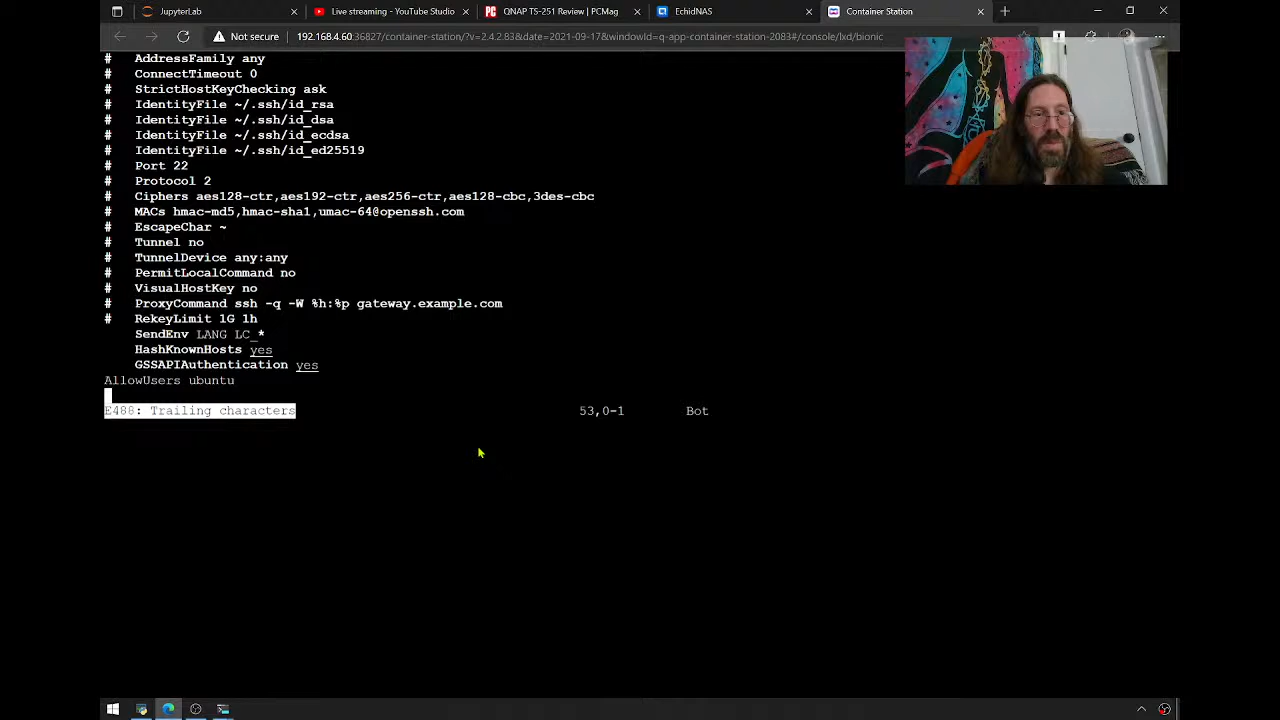 JupyterLab
Live streaming - YouTube Studio
QNAP TS-251 Review | PCMag
EchidNAS
Container Station
Not secure
192.168.4.60:36827/container-station/?v=2.4.2.83&date=2021-09-17&windowId=q-app-container-station-2083#/console/lxd/bionic
# AddressFamily any
# ConnectTimeout 0
# StrictHostKeyChecking ask
# IdentityFile ~/.ssh/id_rsa
# IdentityFile ~/.ssh/id_dsa
# IdentityFile ~/.ssh/id_ecdsa
# IdentityFile ~/.ssh/id_ed25519
# Port 22
# Protocol 2
# Ciphers aes128-ctr,aes192-ctr,aes256-ctr,aes128-cbc,3des-cbc
# MACs hmac-md5,hmac-sha1,umac-64@openssh.com
# EscapeChar ~
# Tunnel no
# TunnelDevice any:any
# PermitLocalCommand no
# VisualHostKey no
# ProxyCommand ssh -q -W %h:%p gateway.example.com
# RekeyLimit 1G 1h
SendEnv LANG LC_*
HashKnownHosts yes
GSSAPIAuthentication yes
AllowUsers ubuntu
E488: Trailing characters 53,0-1 Bot